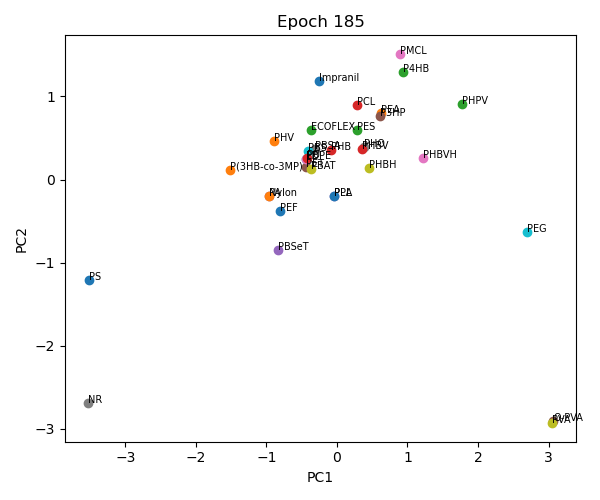 Epoch 185
PMCL
P4HB
Impranil
PHPV
PCL
PEA
P3HP
ECOFLEX
PES
PHV
PHBVH
P(3HB-co-3MP)
PHBH
PBAT
Nylon
PLA
PEF
PEG
PBSeT
PS
NR
O-PVA
PVA
1
0
−1
−2
−3
PC2
−3
−2
−1
0
1
2
3
PC1